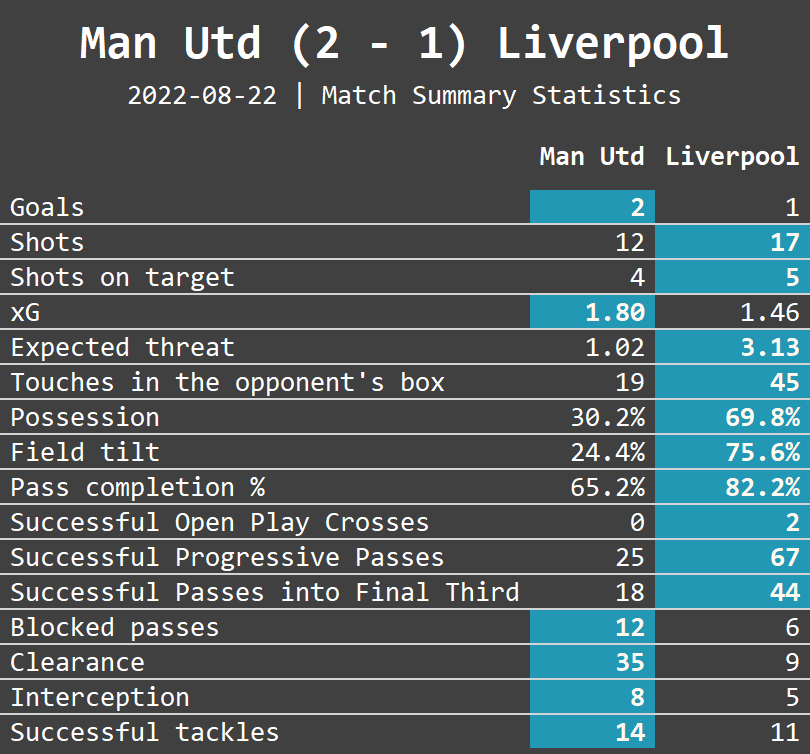 Man Utd (2 - 1) Liverpool
2022-08-22 | Match Summary Statistics
Man Utd Liverpool
Goals 2 1
Shots 12 17
Shots on target 4 5
xG 1.80 1.46
Expected threat 1.02 3.13
Touches in the opponent's box 19 45
Possession 30.2% 69.8%
Field tilt 24.4% 75.6%
Pass completion % 65.2% 82.2%
Successful Open Play Crosses 0 2
Successful Progressive Passes 25 67
Successful Passes into Final Third 18 44
Blocked passes 12 6
Clearance 35 9
Interception 8 5
Successful tackles 14 11